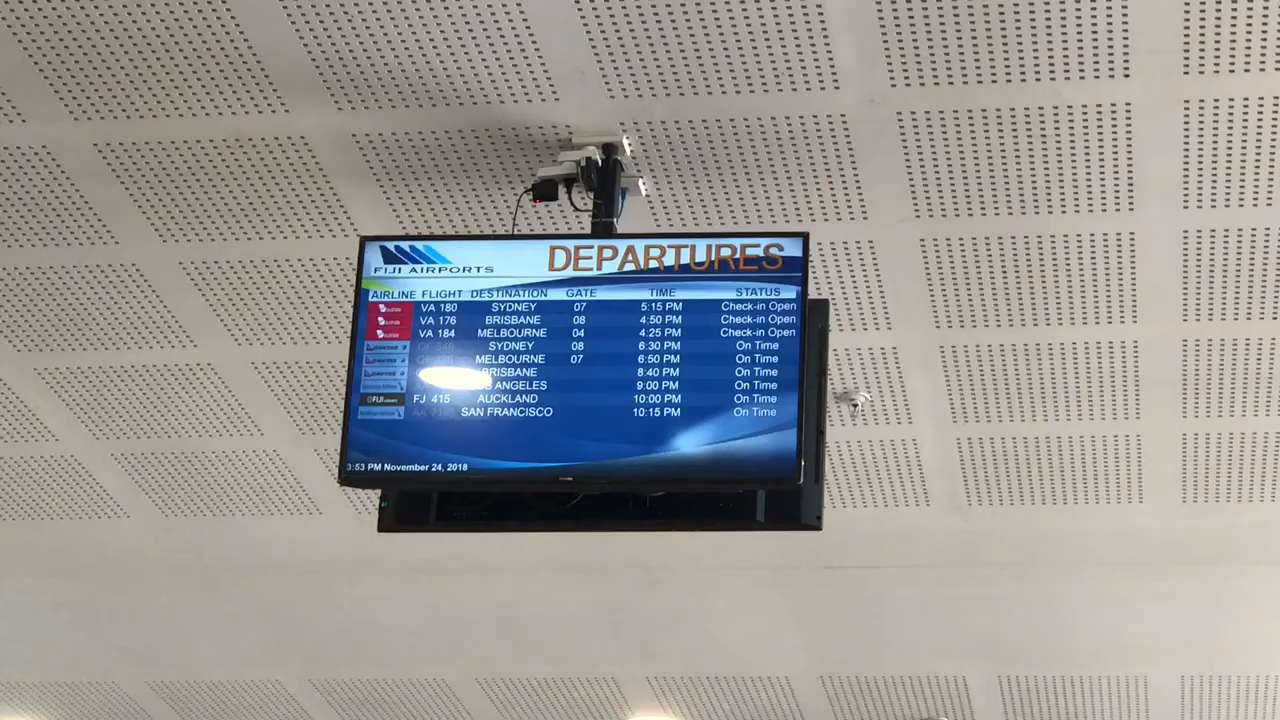 FIJI AIRPORTS DEPARTURES
AIRLINE FLIGHT DESTINATION GATE TIME STATUS
VA 180 SYDNEY 07 5:15 PM Check-in Open
VA 176 BRISBANE 08 4:50 PM Check-in Open
VA 184 MELBOURNE 04 4:25 PM Check-in Open
SYDNEY 08 6:30 PM On Time
MELBOURNE 07 6:50 PM On Time
BRISBANE 8:40 PM On Time
ANGELES 9:00 PM On Time
FIJI FJ 415 AUCKLAND 10:00 PM On Time
SAN FRANCISCO 10:15 PM On Time
3:53 PM November 24, 2018